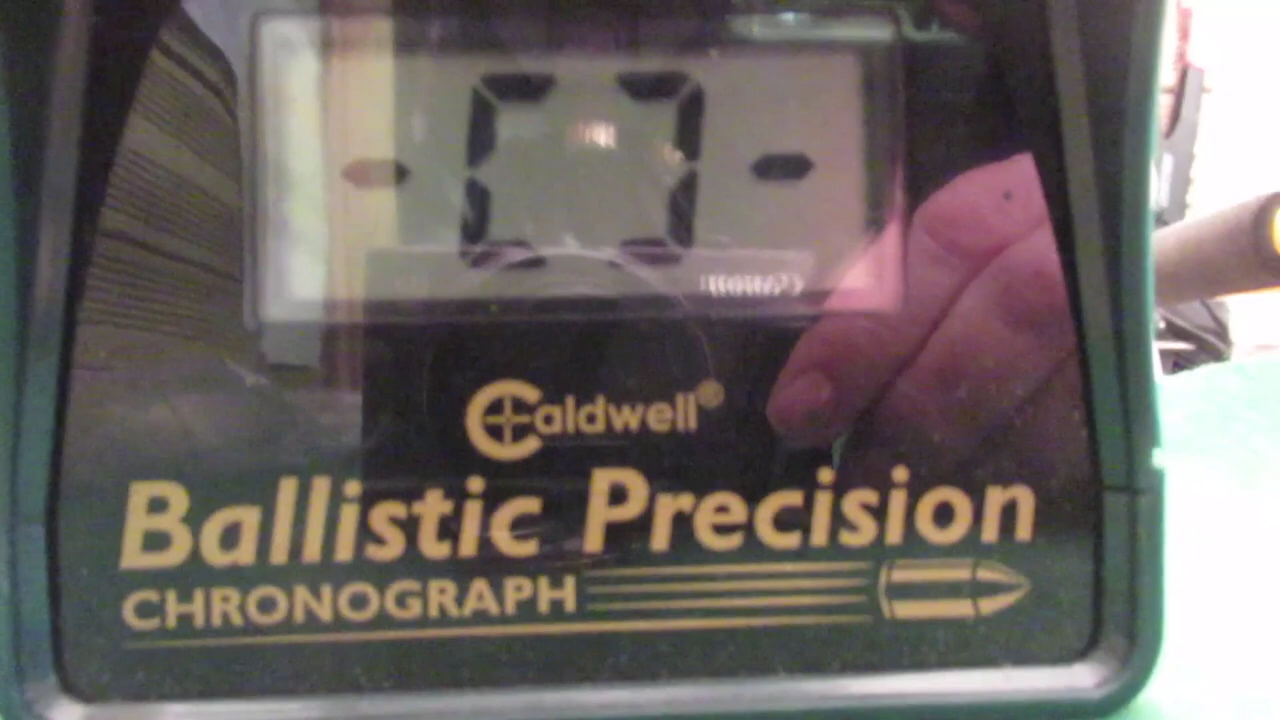 - [ ] -
Caldwell®
Ballistic Precision
CHRONOGRAPH